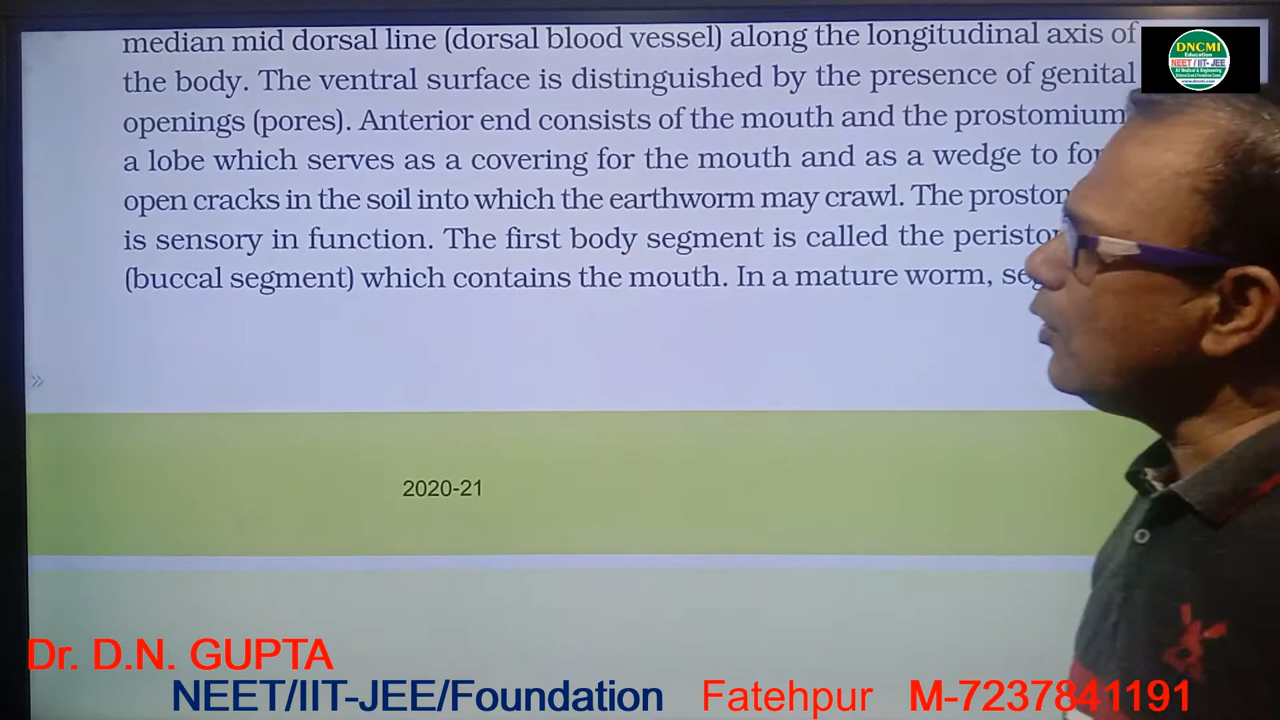 median mid dorsal line (dorsal blood vessel) along the longitudinal axis of
the body. The ventral surface is distinguished by the presence of genital
openings (pores). Anterior end consists of the mouth and the prostomium
a lobe which serves as a covering for the mouth and as a wedge to
open cracks in the soil into which the earthworm may crawl. The
is sensory in function. The first body segment is called the
(buccal segment) which contains the mouth. In a mature worm,
2020-21
DNCMI
Education
NEET / IIT- JEE
www.dncmi.com
Dr. D.N. GUPTA
NEET/IIT-JEE/Foundation Fatehpur M-7237841191